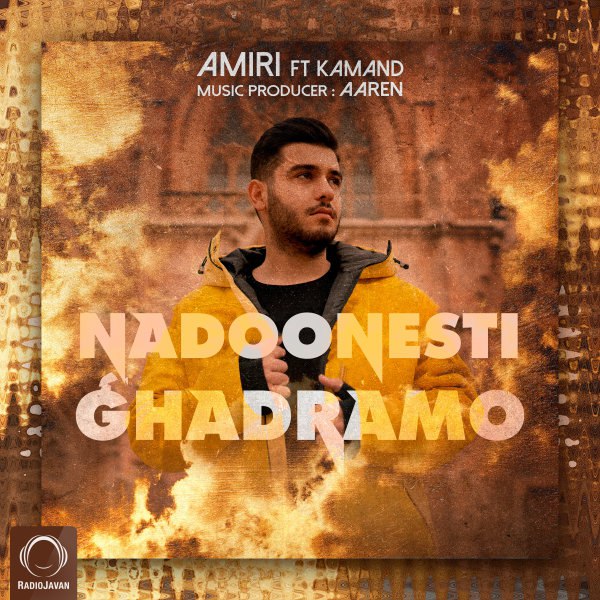 AMIRI FT KAMAND
MUSIC PRODUCER : AAREN
NADOONESTI
GHADRAMO
RADIOJAVAN